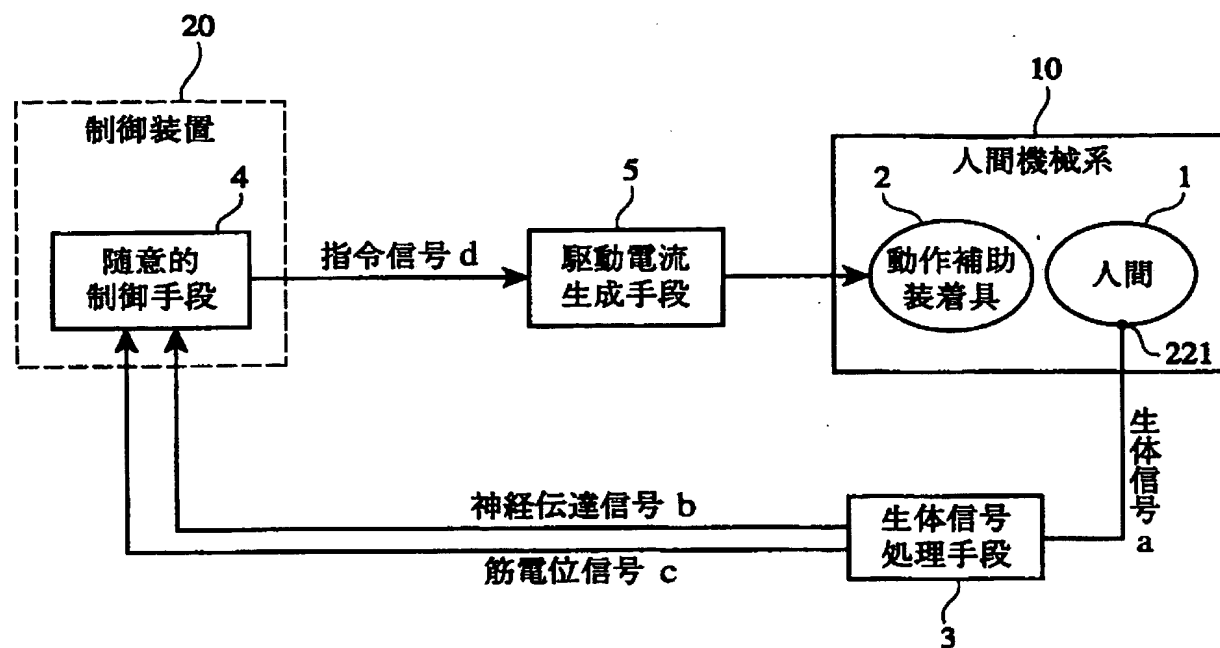 20
制御装置
4
随意的
制御手段
指令信号 d
5
駆動電流
生成手段
10
人間機械系
2
動作補助
装着具
1
人間
221
生体信号 a
神経伝達信号 b
筋電位信号 c
生体信号
処理手段
3